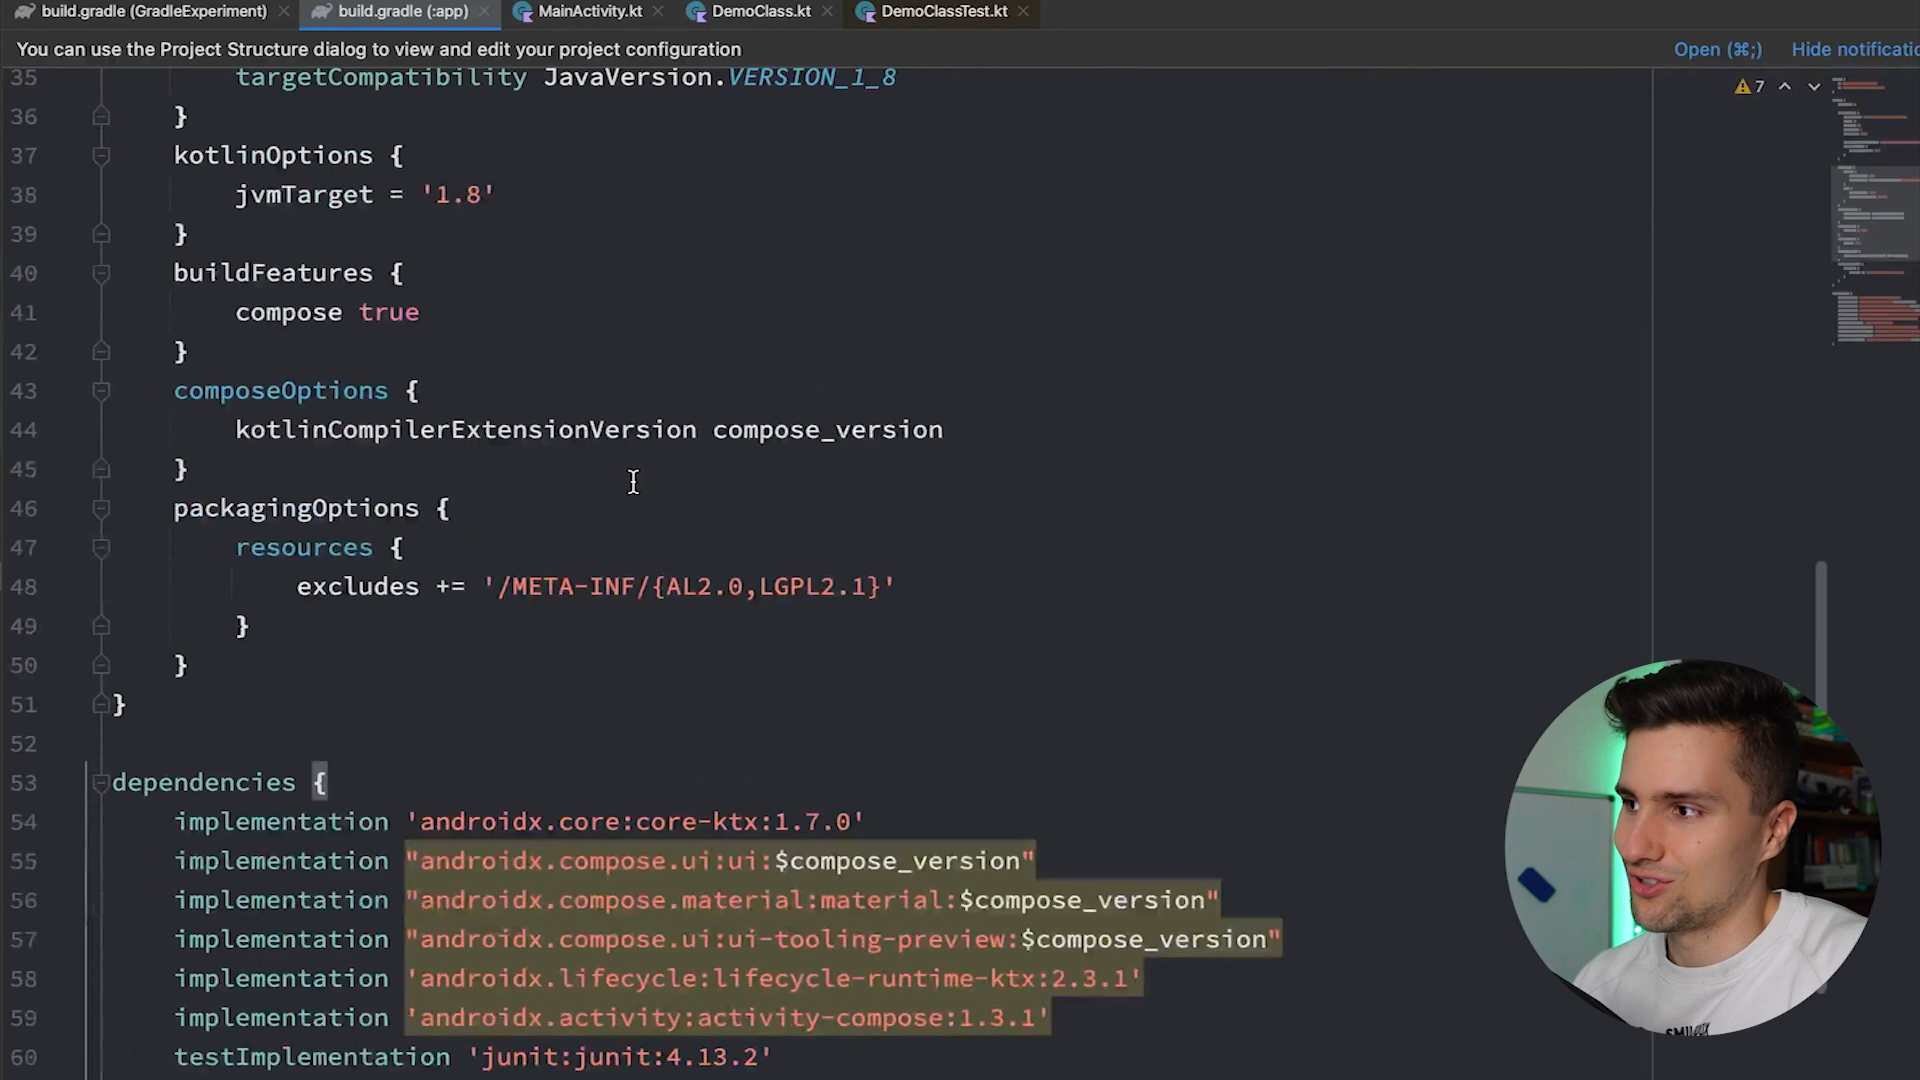 build.gradle (GradleExperiment) build.gradle (:app) MainActivity.kt DemoClass.kt DemoClassTest.kt
You can use the Project Structure dialog to view and edit your project configuration Open (⌘;) Hide notificatio
35 targetCompatibility JavaVersion.VERSION_1_8
7
36 }
37 kotlinOptions {
38 jvmTarget = '1.8'
39 }
40 buildFeatures {
41 compose true
42 }
43 composeOptions {
44 kotlinCompilerExtensionVersion compose_version
45 }
46 packagingOptions {
47 resources {
48 excludes += '/META-INF/{AL2.0,LGPL2.1}'
49 }
50 }
51 }
52
53 dependencies {
54 implementation 'androidx.core:core-ktx:1.7.0'
55 implementation "androidx.compose.ui:ui:$compose_version"
56 implementation "androidx.compose.material:material:$compose_version"
57 implementation "androidx.compose.ui:ui-tooling-preview:$compose_version"
58 implementation 'androidx.lifecycle:lifecycle-runtime-ktx:2.3.1'
59 implementation 'androidx.activity:activity-compose:1.3.1'
60 testImplementation 'junit:junit:4.13.2'